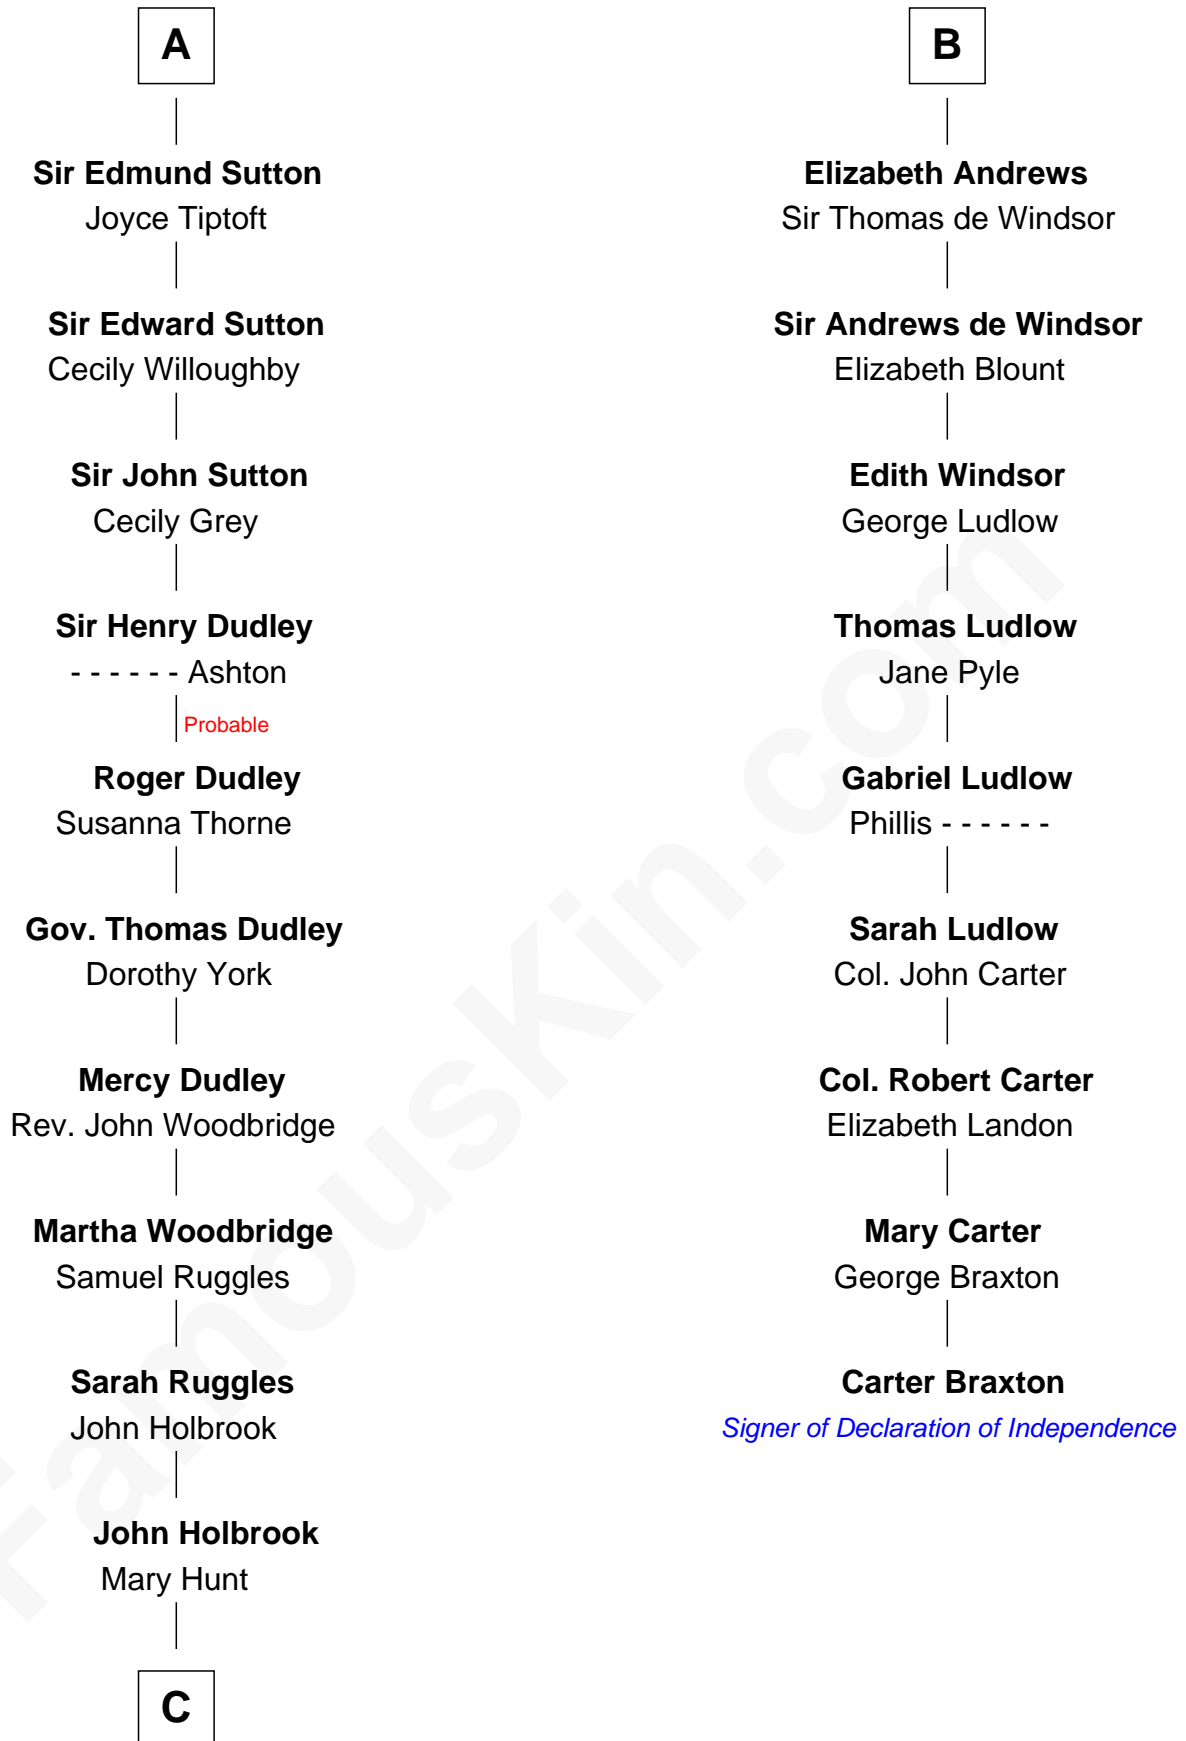 A
Sir Edmund Sutton
Joyce Tiptoft
Sir Edward Sutton
Cecily Willoughby
Sir John Sutton
Cecily Grey
Sir Henry Dudley
- - - - - - Ashton
Probable
Roger Dudley
Susanna Thorne
Gov. Thomas Dudley
Dorothy York
Mercy Dudley
Rev. John Woodbridge
Martha Woodbridge
Samuel Ruggles
Sarah Ruggles
John Holbrook
John Holbrook
Mary Hunt
C
B
Elizabeth Andrews
Sir Thomas de Windsor
Sir Andrews de Windsor
Elizabeth Blount
Edith Windsor
George Ludlow
Thomas Ludlow
Jane Pyle
Gabriel Ludlow
Phillis - - - - - -
Sarah Ludlow
Col. John Carter
Col. Robert Carter
Elizabeth Landon
Mary Carter
George Braxton
Carter Braxton
Signer of Declaration of Independence
FamousKin.com